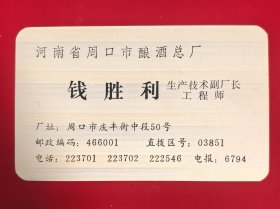 河南省周口市酿酒总厂
钱胜利 生产技术副厂长
工程师
厂址：周口市庆丰街中段50号
邮政编码：466001 直拨区号：03851
电话：223701 223702 222546 电报：6794